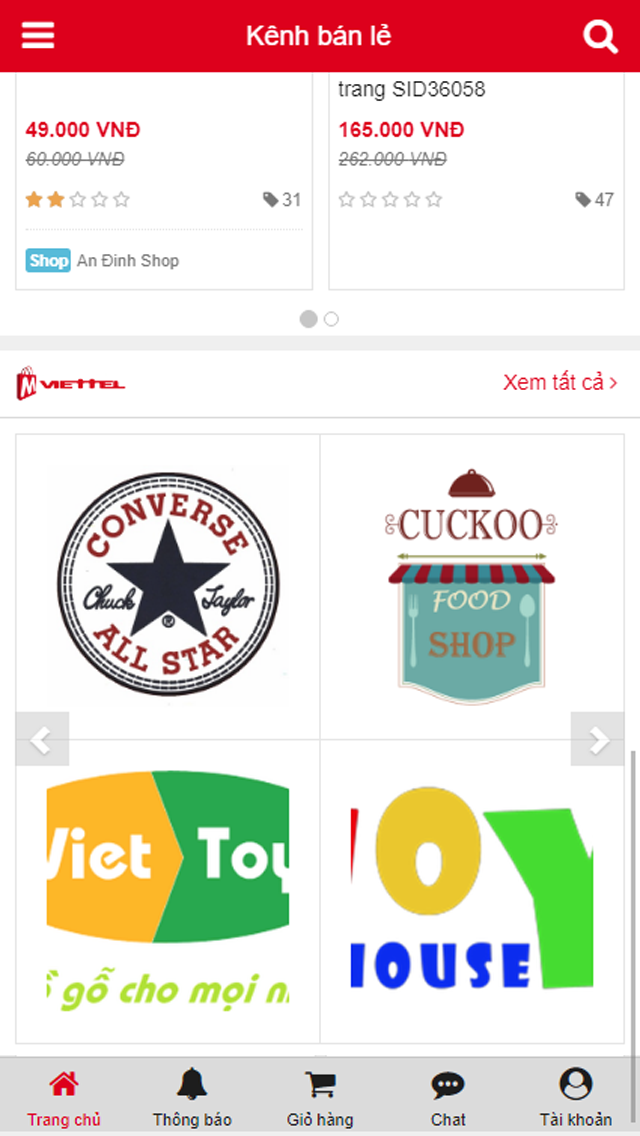 Kênh bán lẻ
trang SID36058
49.000 VNĐ
165.000 VNĐ
60.000 VNĐ
262.000 VNĐ
31
47
Shop An Đinh Shop
VIETTEL
Xem tất cả
CONVERSE
Chuck Taylor
ALL STAR
CUCKOO
FOOD
SHOP
Viet Toy
gỗ cho mọi
OY
HOUSE
Trang chủ
Thông báo
Giỏ hàng
Chat
Tài khoản